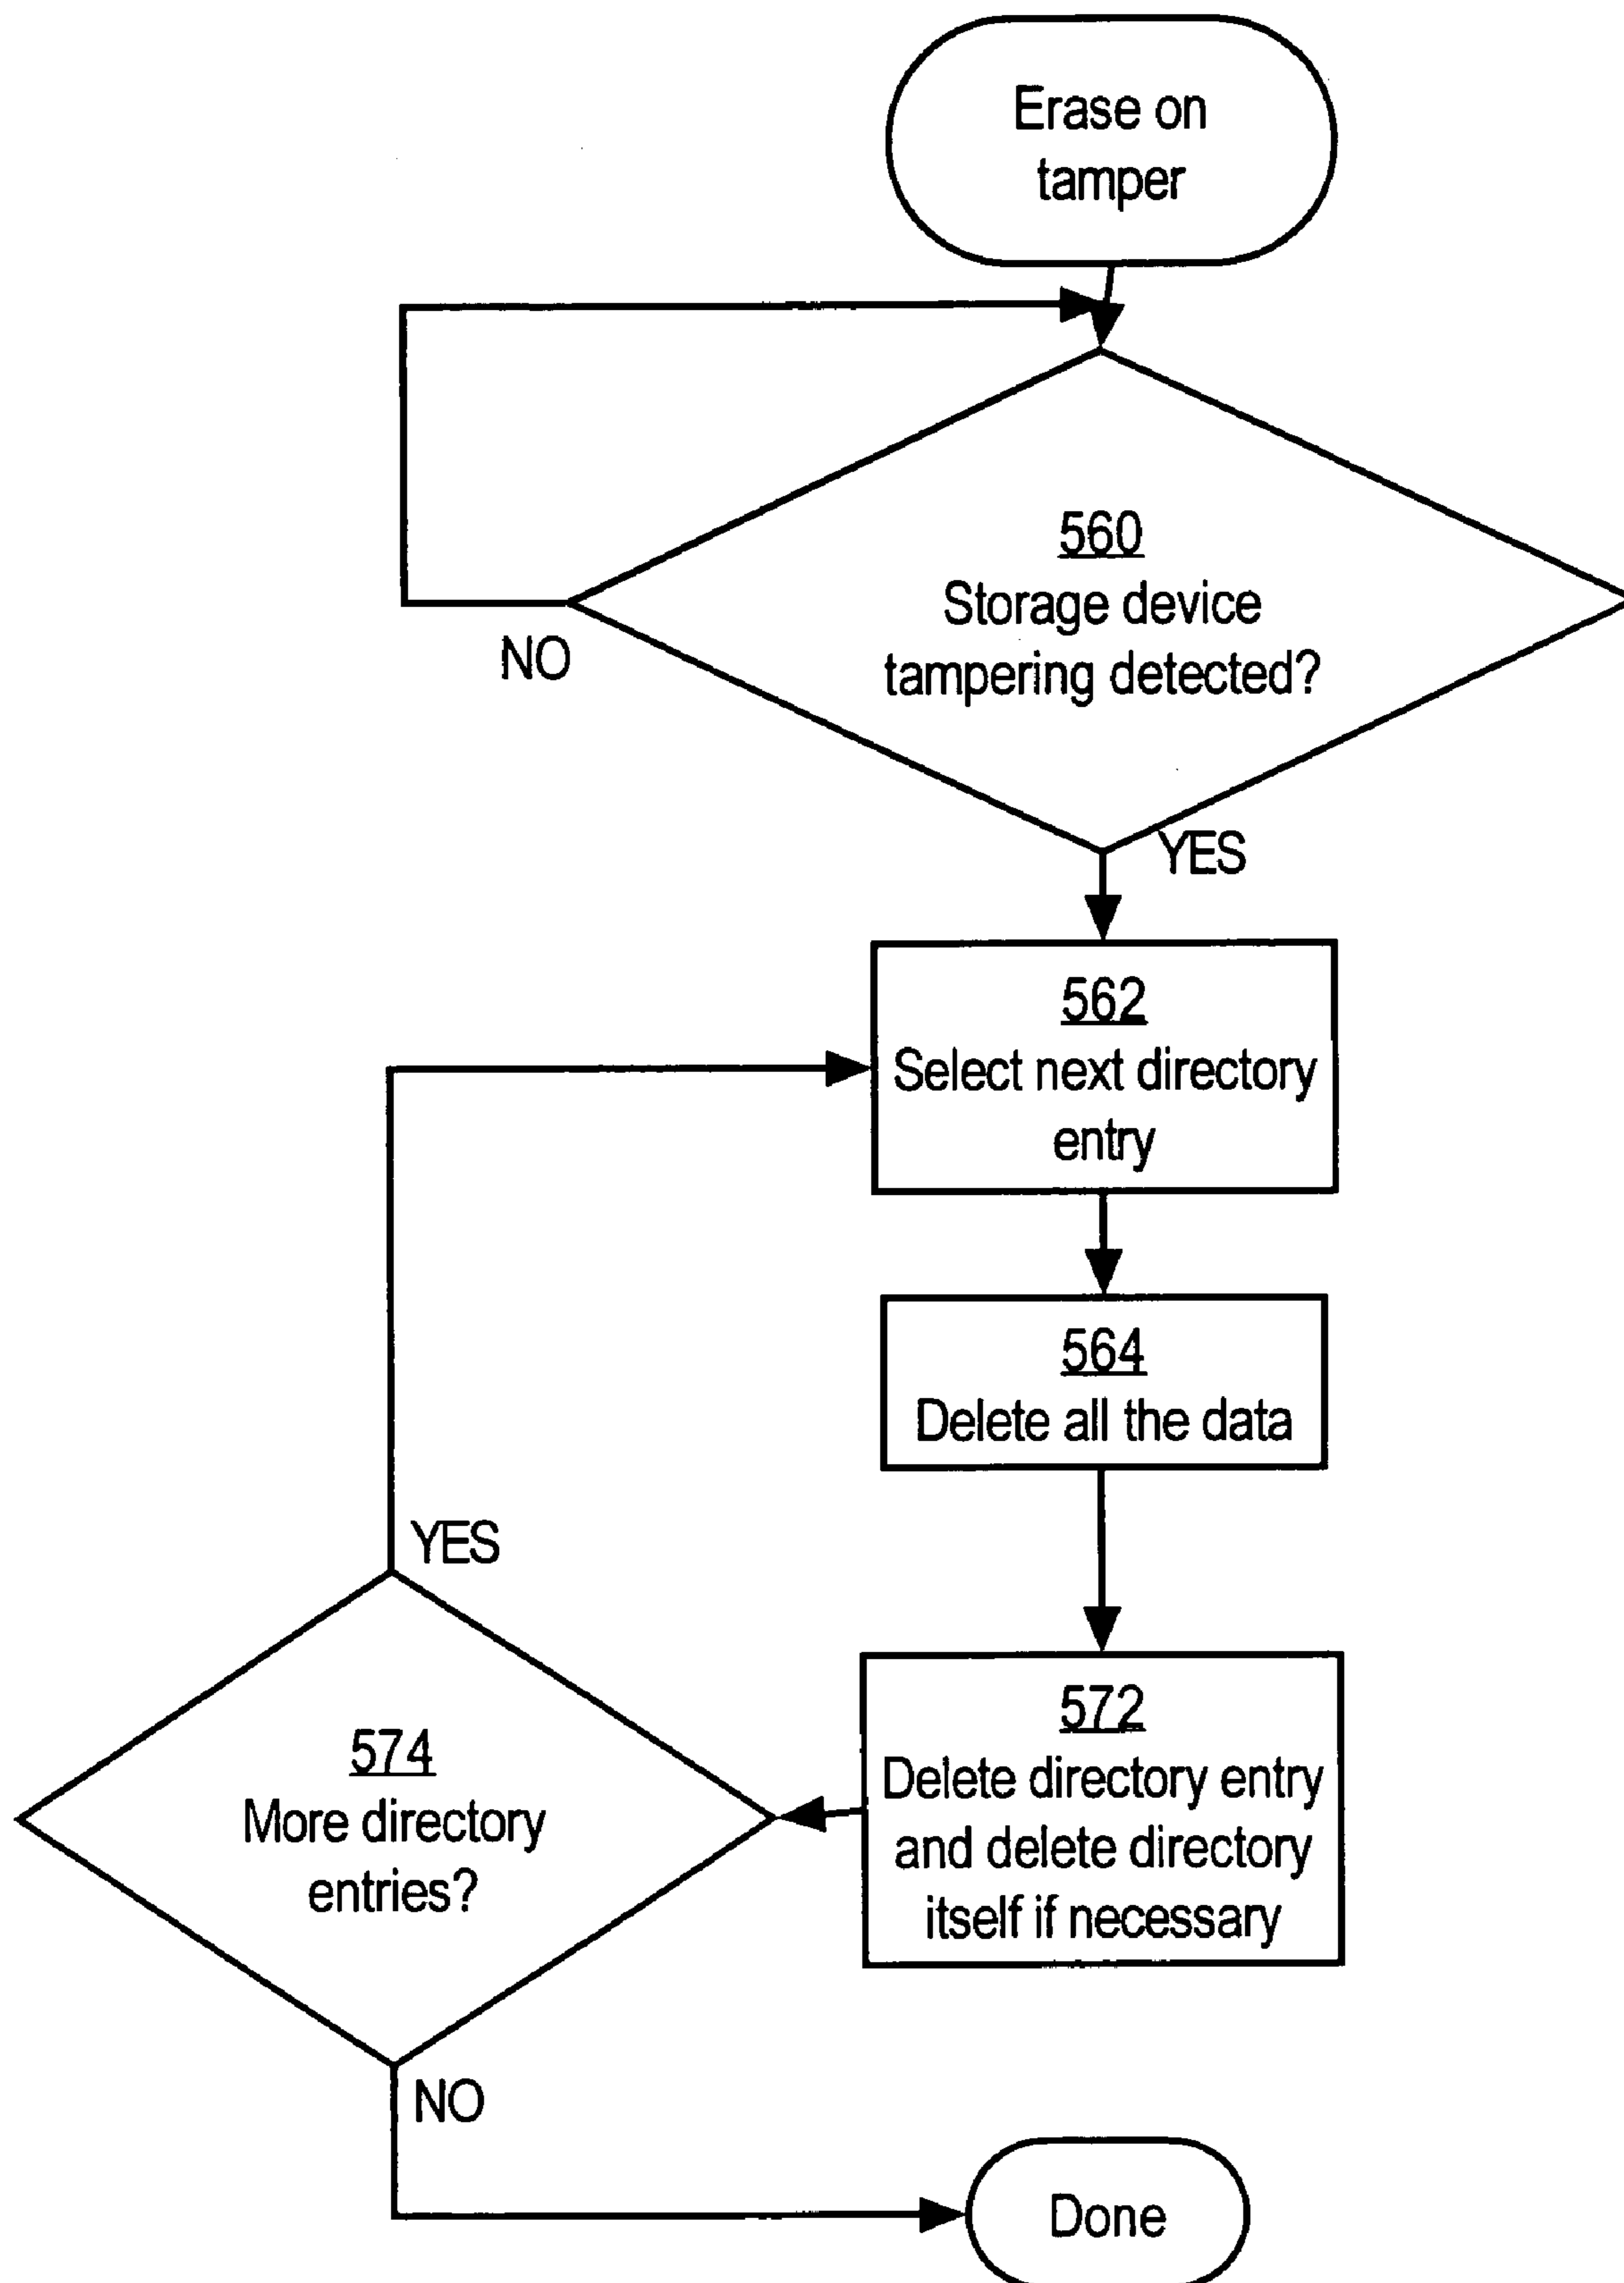 Erase on
tamper
560
Storage device
tampering detected?
NO
YES
562
Select next directory
entry
564
Delete all the data
YES
574
More directory
entries?
572
Delete directory entry
and delete directory
itself if necessary
NO
Done